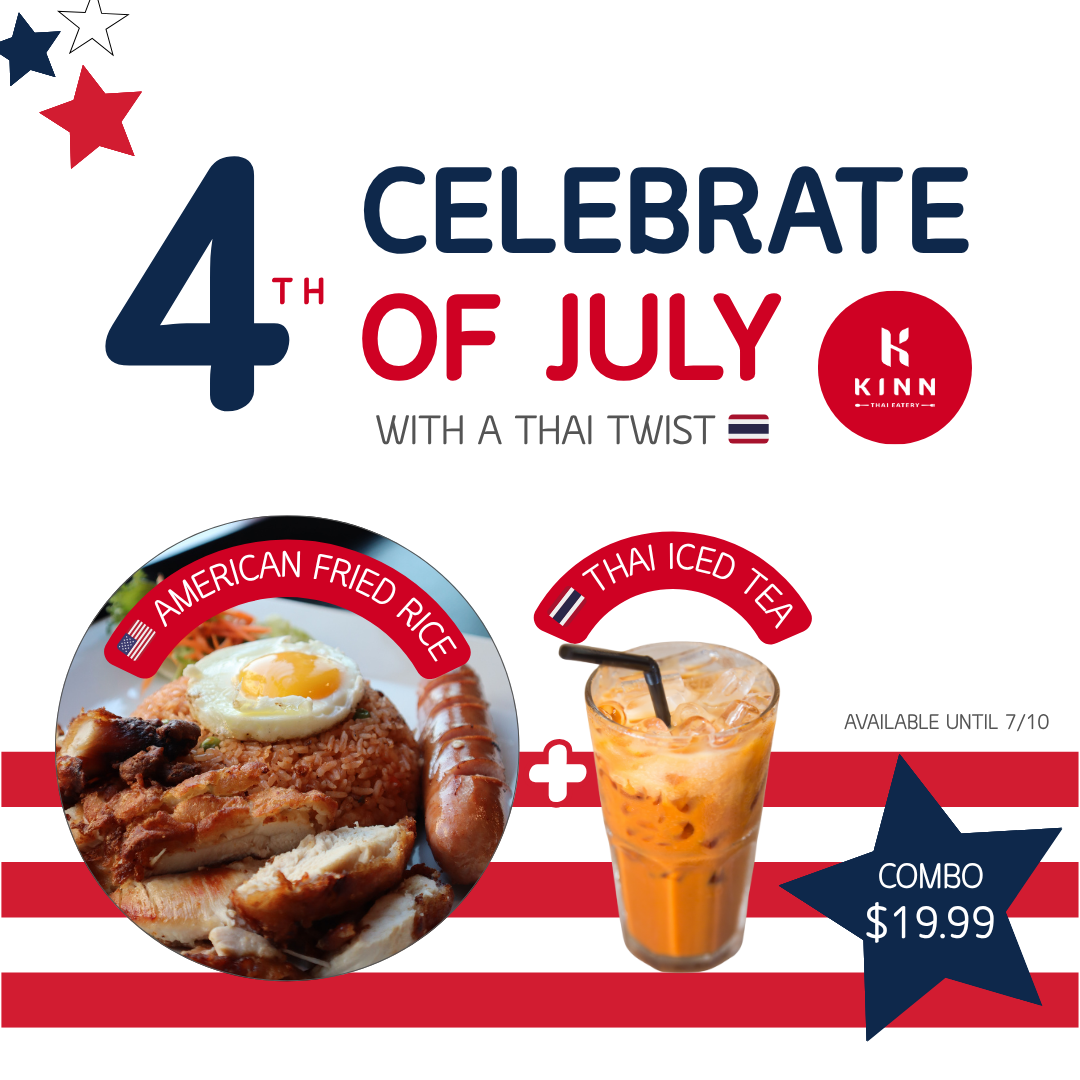 4TH
CELEBRATE
OF JULY
WITH A THAI TWIST
KINN
THAI EATERY
AMERICAN FRIED RICE
THAI ICED TEA
AVAILABLE UNTIL 7/10
COMBO
$19.99